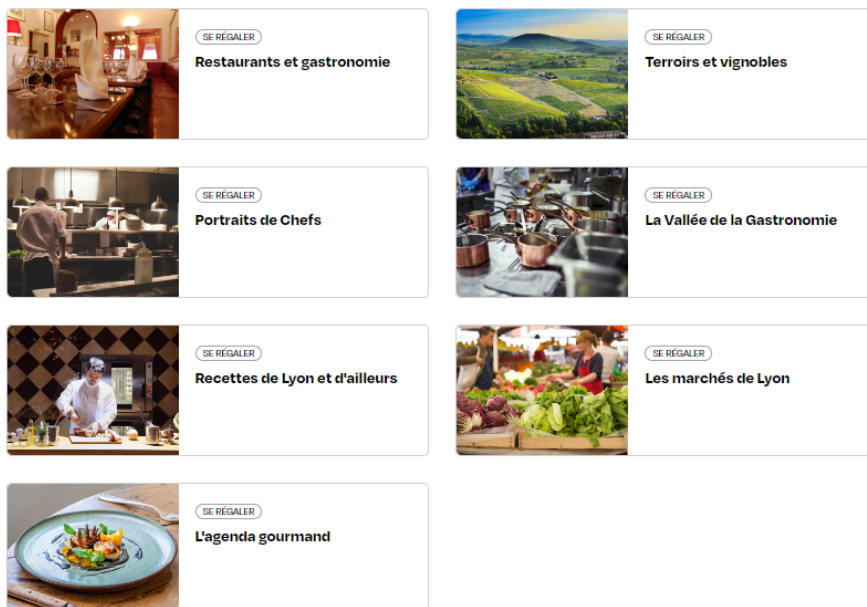 SE RÉGALER
Restaurants et gastronomie
SE RÉGALER
Terroirs et vignobles
SE RÉGALER
Portraits de Chefs
SE RÉGALER
La Vallée de la Gastronomie
SE RÉGALER
Recettes de Lyon et d'ailleurs
SE RÉGALER
Les marchés de Lyon
SE RÉGALER
L'agenda gourmand